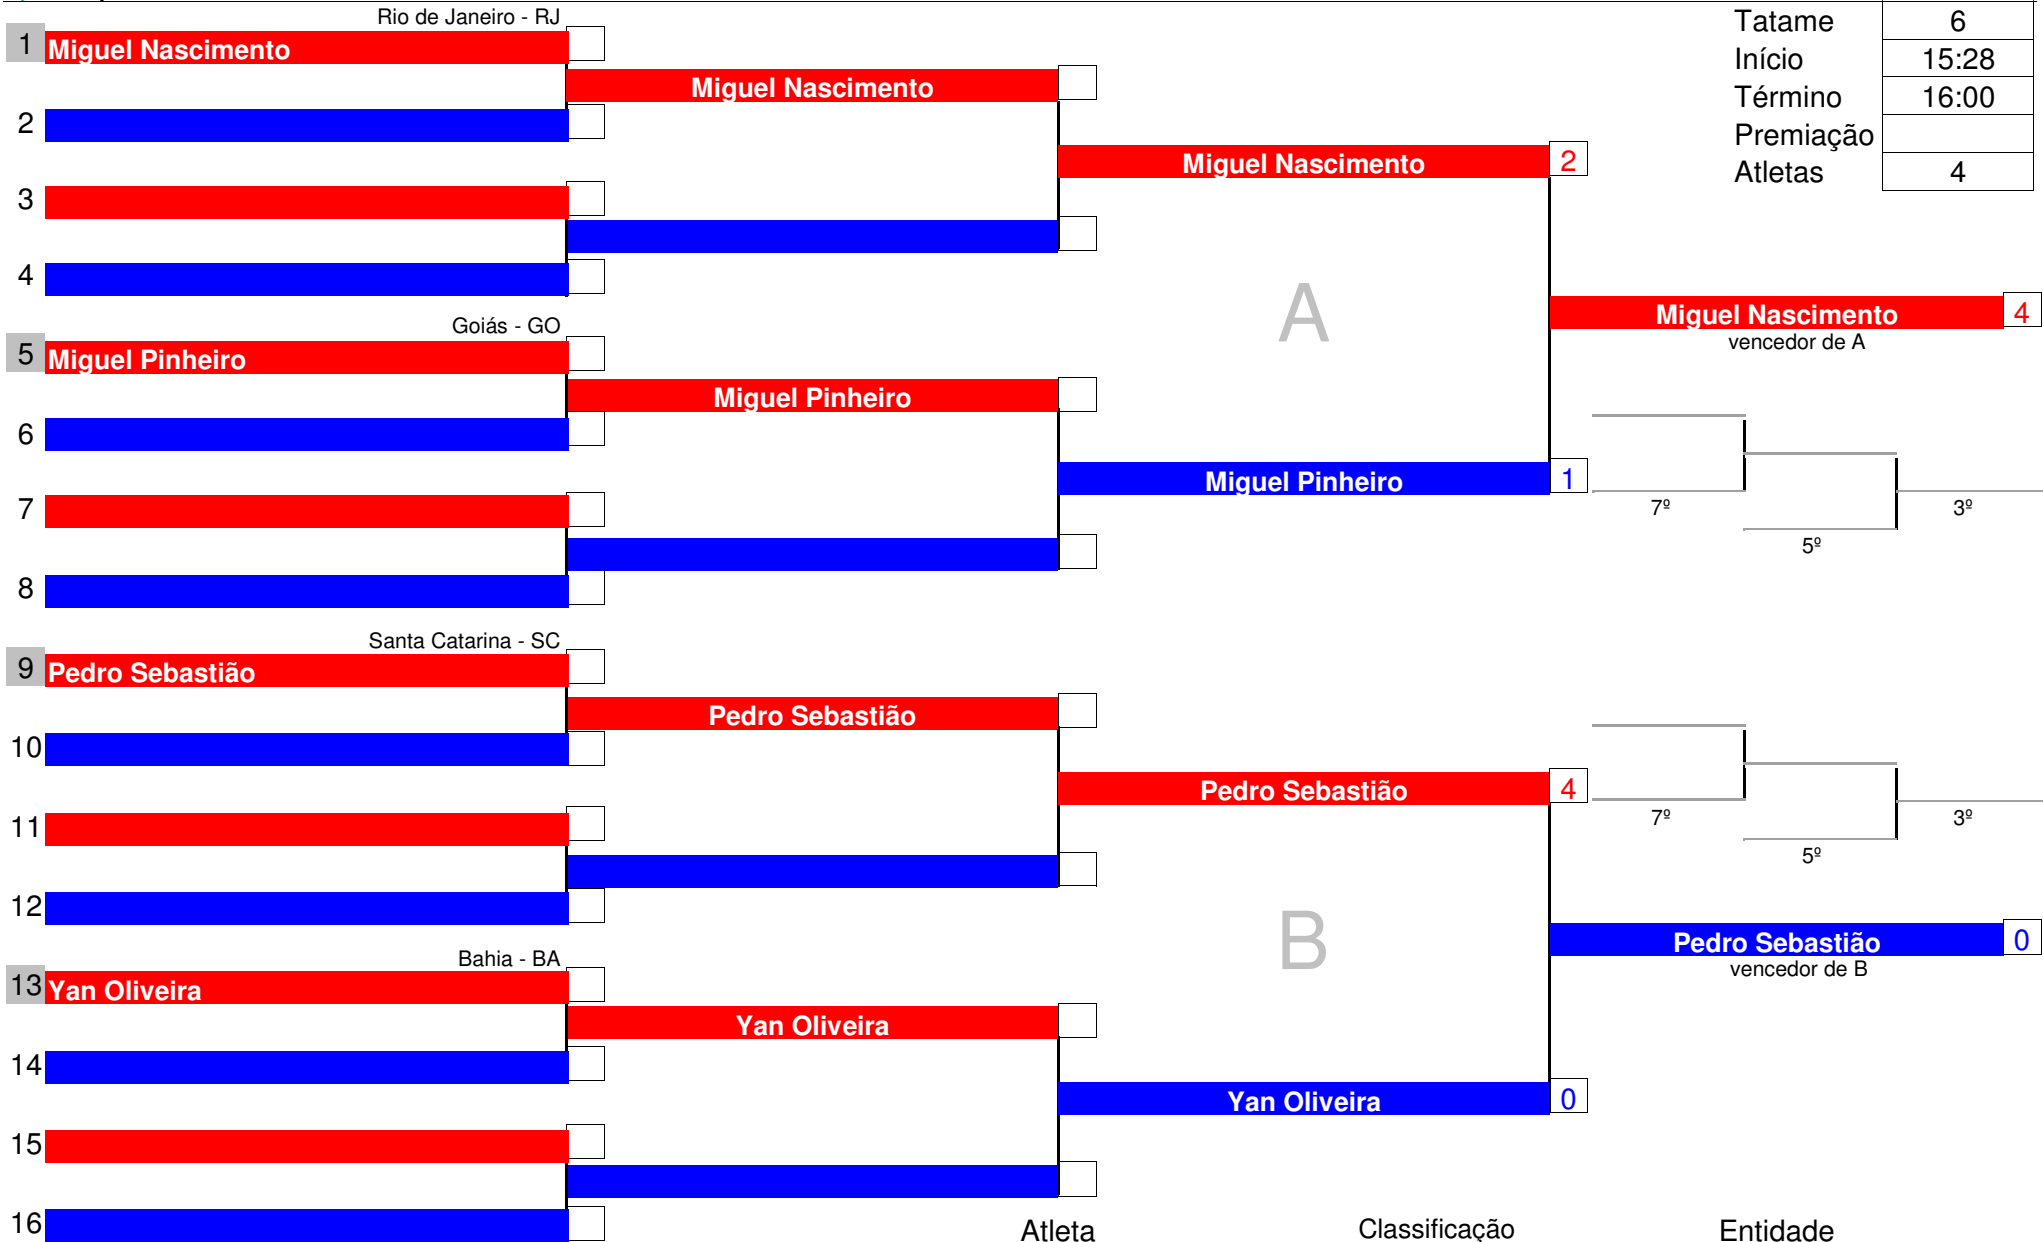 Rio de Janeiro - RJ
1 Miguel Nascimento
2
3
4
Goiás - GO
5 Miguel Pinheiro
6
7
8
Santa Catarina - SC
9 Pedro Sebastião
10
11
12
Bahia - BA
13 Yan Oliveira
14
15
16
Miguel Nascimento
Miguel Pinheiro
Pedro Sebastião
Yan Oliveira
Miguel Nascimento 2
A
Miguel Pinheiro 1
Pedro Sebastião 4
B
Yan Oliveira 0
Tatame 6
Início 15:28
Término 16:00
Premiação
Atletas 4
Miguel Nascimento 4
vencedor de A
7º
3º
5º
7º
3º
5º
Pedro Sebastião 0
vencedor de B
Atleta Classificação Entidade